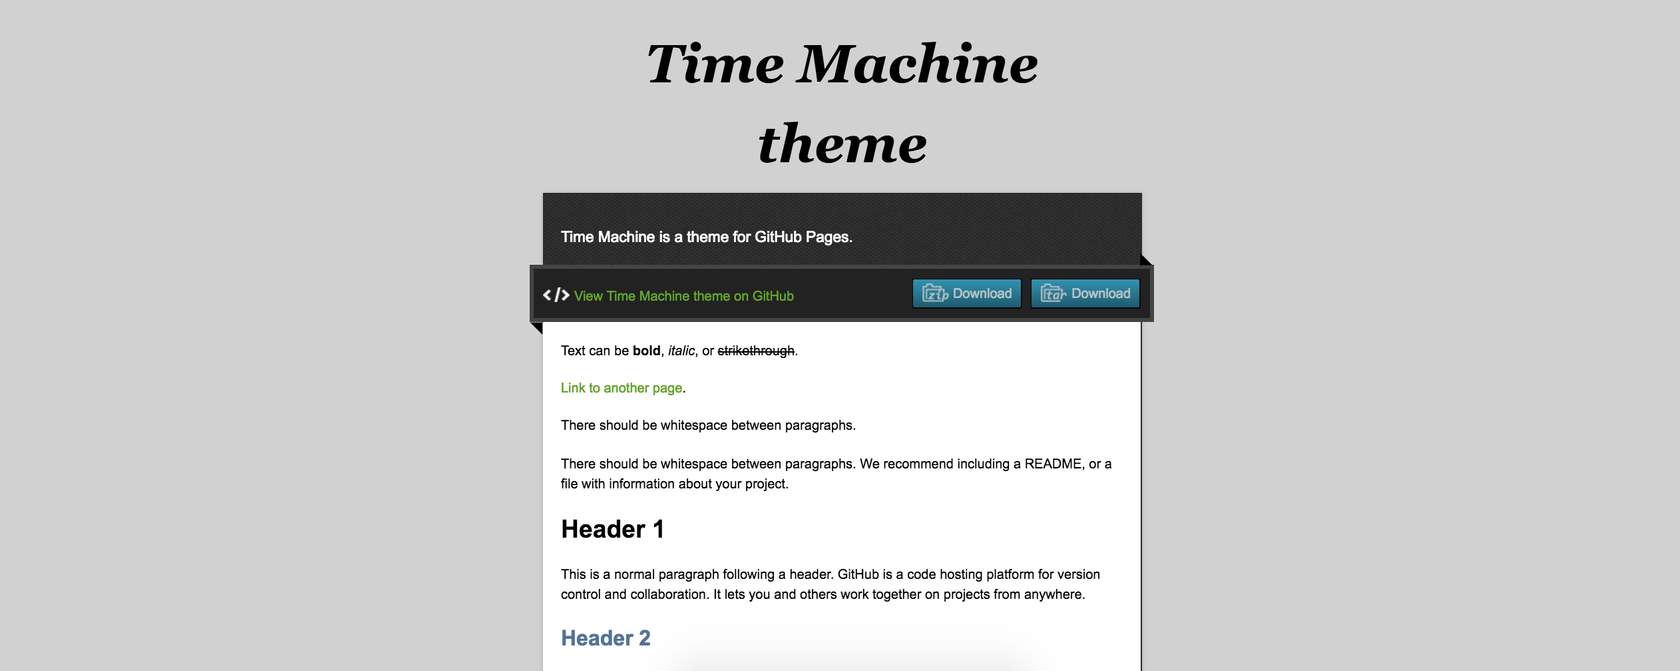 Time Machine
theme
Time Machine is a theme for GitHub Pages.
</> View Time Machine theme on GitHub
zip Download
tar Download
Text can be bold, italic, or strikethrough.
Link to another page.
There should be whitespace between paragraphs.
There should be whitespace between paragraphs. We recommend including a README, or a
file with information about your project.
Header 1
This is a normal paragraph following a header. GitHub is a code hosting platform for version
control and collaboration. It lets you and others work together on projects from anywhere.
Header 2